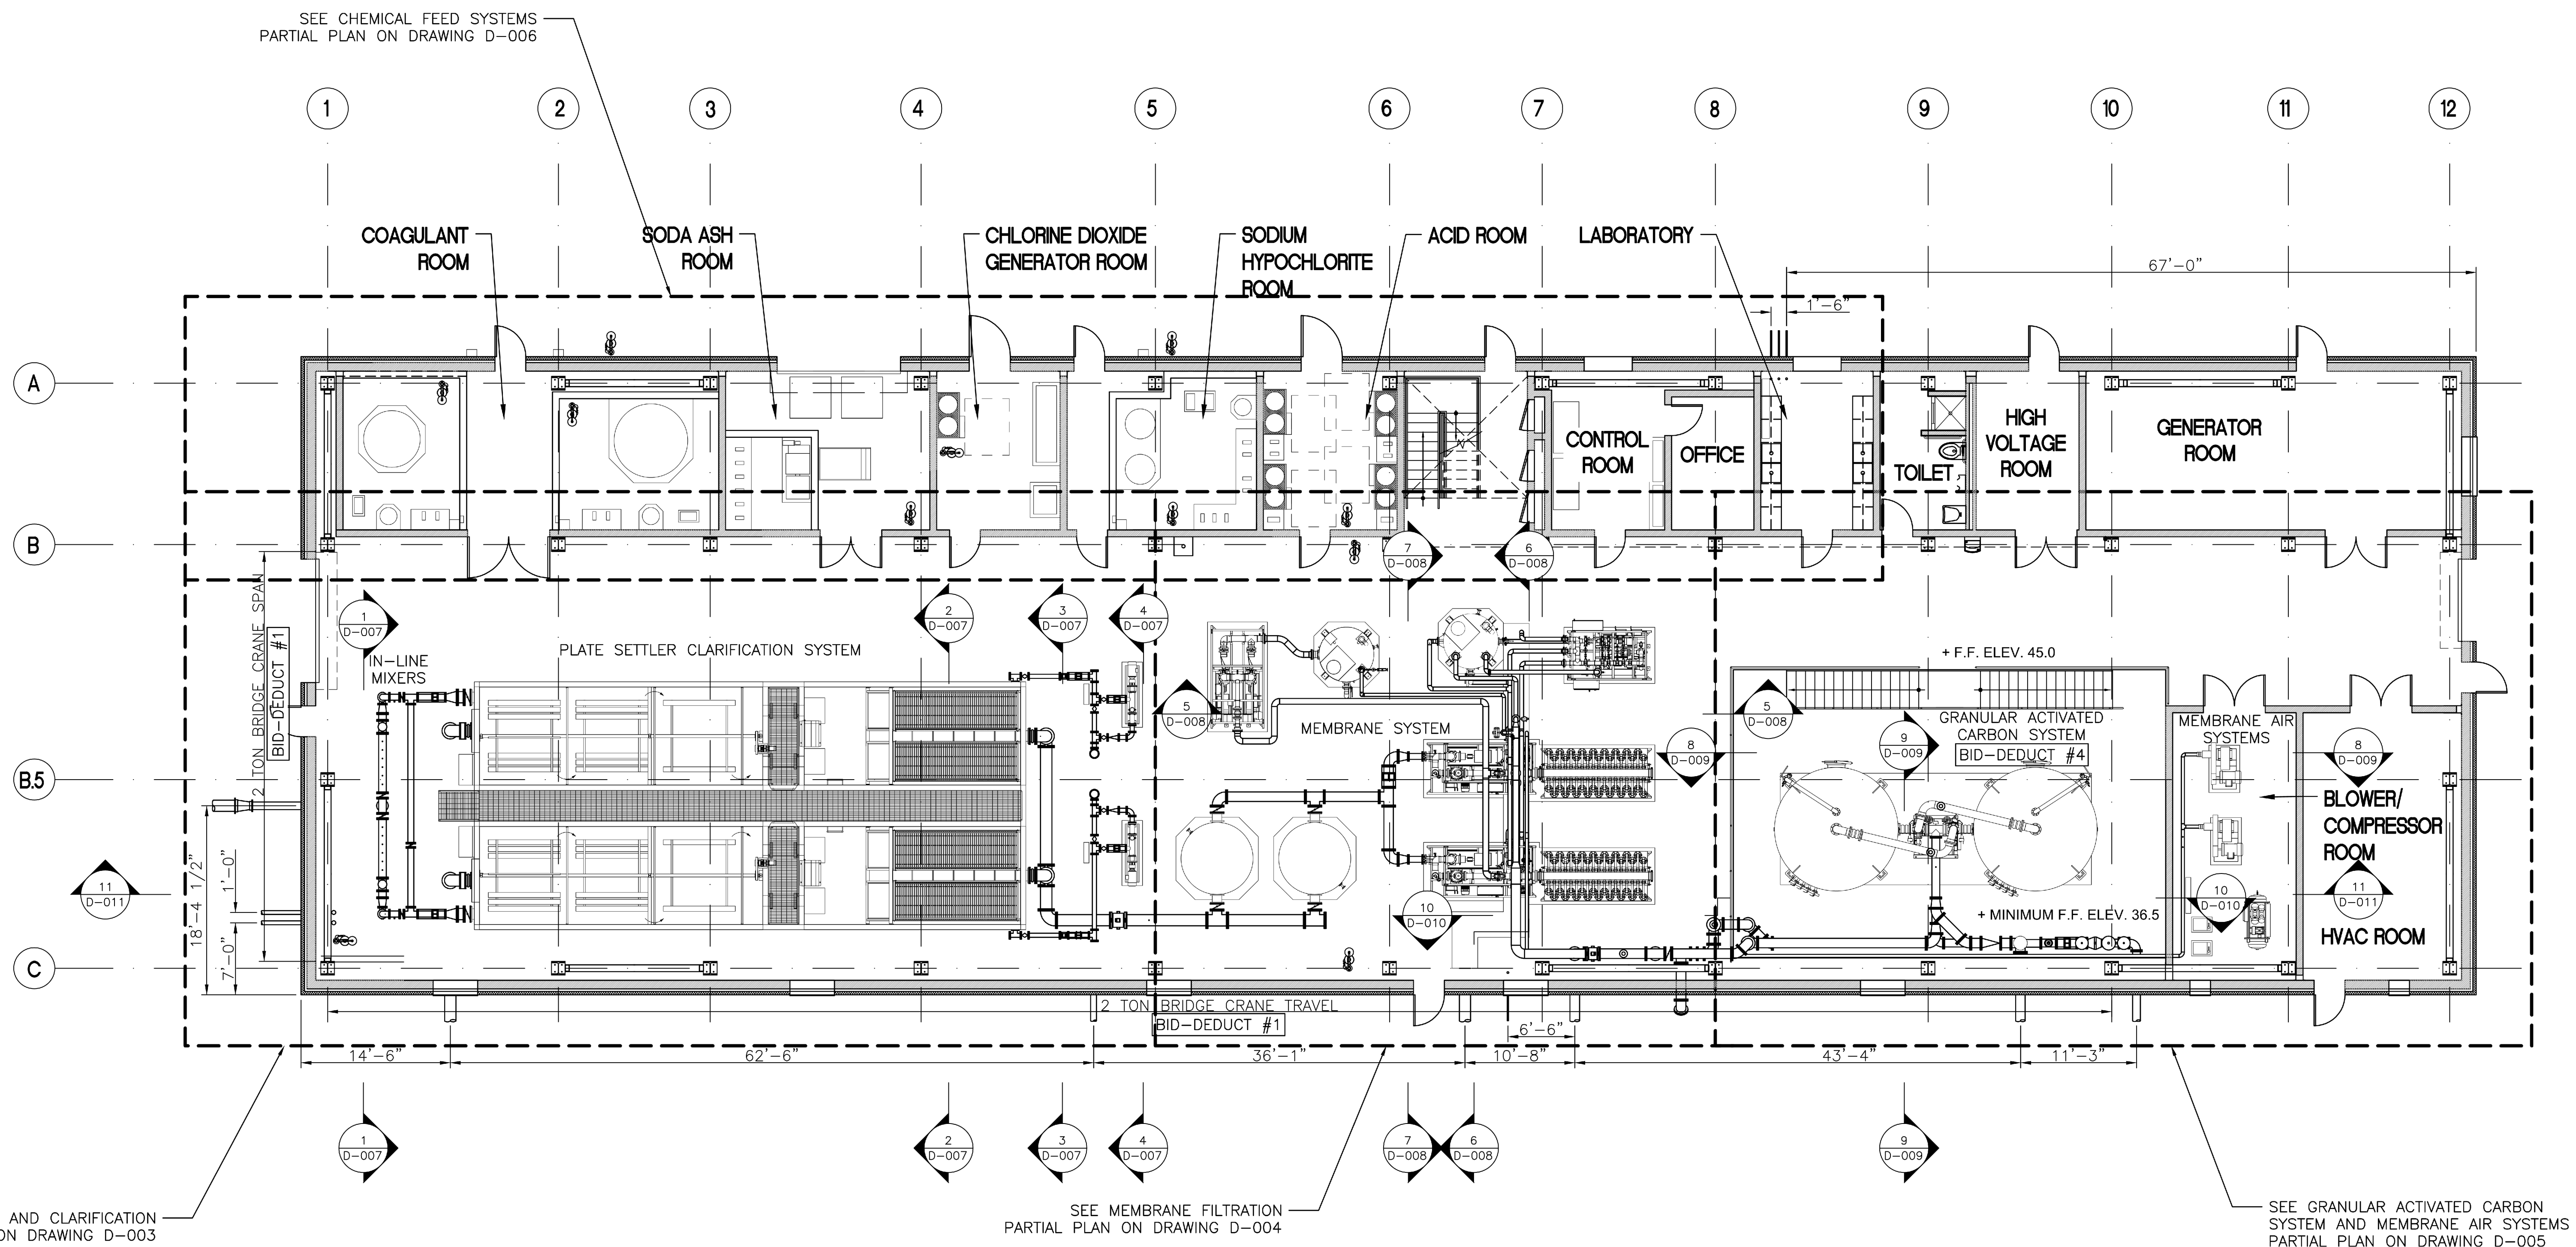 SEE CHEMICAL FEED SYSTEMS
PARTIAL PLAN ON DRAWING D-006
1
2
3
4
5
6
7
8
9
10
11
12
COAGULANT
ROOM
SODA ASH
ROOM
CHLORINE DIOXIDE
GENERATOR ROOM
SODIUM
HYPOCHLORITE
ROOM
ACID ROOM
LABORATORY
67'-0"
1'-6"
A
CONTROL
ROOM
OFFICE
TOILET
HIGH
VOLTAGE
ROOM
GENERATOR
ROOM
B
7
D-008
6
D-008
2 TON BRIDGE CRANE SPAN
BID-DEDUCT #1
1
D-007
2
D-007
3
D-007
4
D-007
PLATE SETTLER CLARIFICATION SYSTEM
IN-LINE
MIXERS
+ F.F. ELEV. 45.0
5
D-008
5
D-008
MEMBRANE SYSTEM
GRANULAR ACTIVATED
CARBON SYSTEM
BID-DEDUCT #4
MEMBRANE AIR
SYSTEMS
8
D-009
9
D-009
8
D-009
B.5
BLOWER/
COMPRESSOR
ROOM
18'-4 1/2"
1'-0"
7'-0"
11
D-011
10
D-010
10
D-010
11
D-011
+ MINIMUM F.F. ELEV. 36.5
HVAC ROOM
C
2 TON BRIDGE CRANE TRAVEL
BID-DEDUCT #1
6'-6"
14'-6"
62'-6"
36'-1"
10'-8"
43'-4"
11'-3"
1
D-007
2
D-007
3
D-007
4
D-007
7
D-008
6
D-008
9
D-009
AND CLARIFICATION
ON DRAWING D-003
SEE MEMBRANE FILTRATION
PARTIAL PLAN ON DRAWING D-004
SEE GRANULAR ACTIVATED CARBON
SYSTEM AND MEMBRANE AIR SYSTEMS
PARTIAL PLAN ON DRAWING D-005